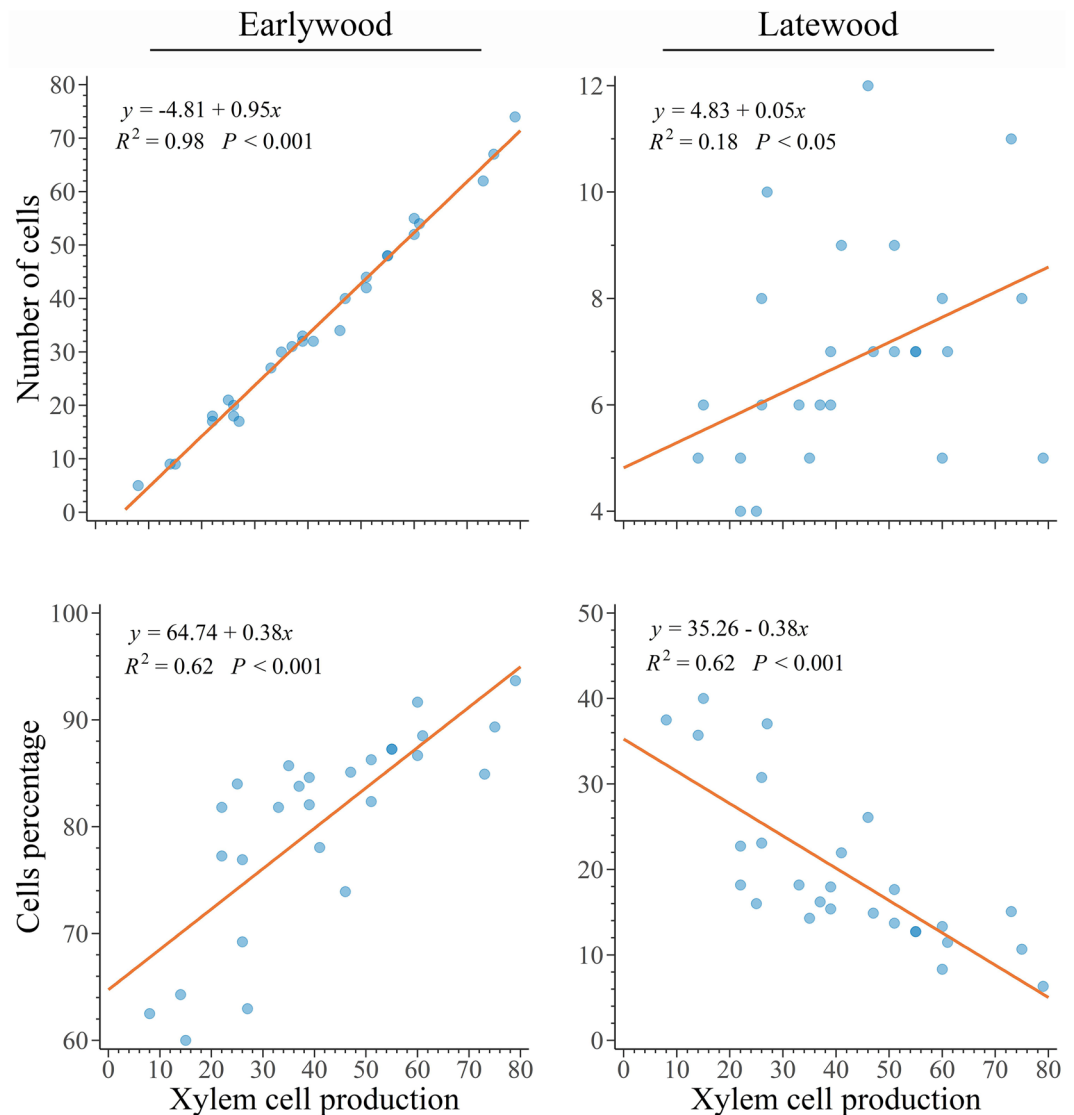 Earlywood
Latewood
Number of cells
80
70
60
50
40
30
20
10
0
y = -4.81 + 0.95x
R² = 0.98 P < 0.001
12
10
8
6
4
y = 4.83 + 0.05x
R² = 0.18 P < 0.05
Cells percentage
100
90
80
70
60
y = 64.74 + 0.38x
R² = 0.62 P < 0.001
0 10 20 30 40 50 60 70 80
Xylem cell production
50
40
30
20
10
0
y = 35.26 - 0.38x
R² = 0.62 P < 0.001
0 10 20 30 40 50 60 70 80
Xylem cell production